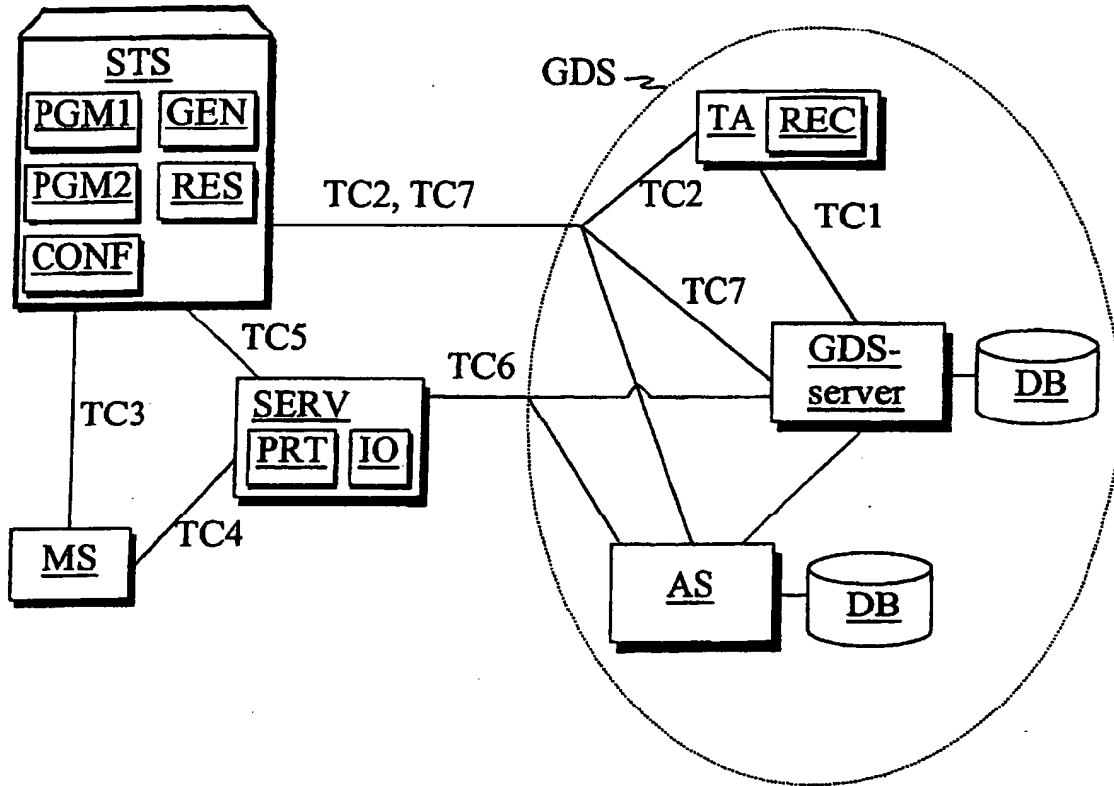 STS
PGM1 GEN
PGM2 RES
CONF
GDS
TA REC
TC2, TC7
TC2
TC1
TC7
TC5
TC6
GDS-
server
DB
TC3
SERV
PRT IO
TC4
MS
AS
DB